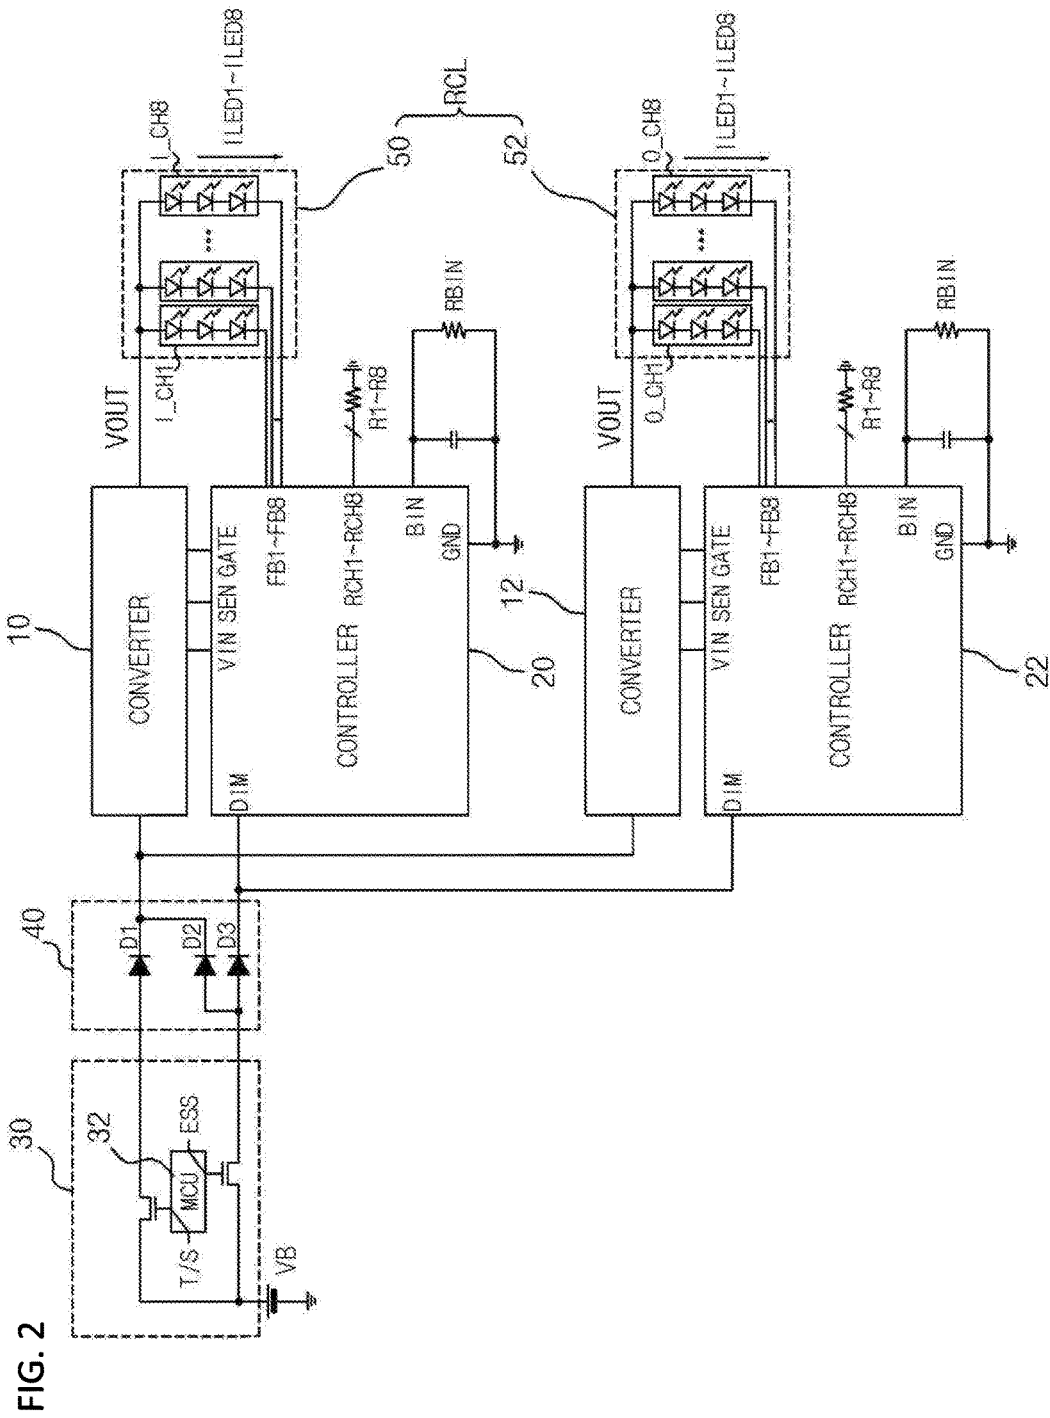 FIG. 2
30
32
T/S
MCU
ESS
VB
40
D1
D2
D3
10
CONVERTER
VOUT
VIN SEN GATE
DIM
CONTROLLER
FB1~FB8
RCH1~RCH8
BIN
GND
20
R1~R8
RBIN
I_CH1
I_CH8
ILED1~ILED8
50
RCL
52
12
CONVERTER
VOUT
VIN SEN GATE
DIM
CONTROLLER
FB1~FB8
RCH1~RCH8
BIN
GND
22
R1~R8
RBIN
O_CH1
O_CH8
ILED1~ILED8